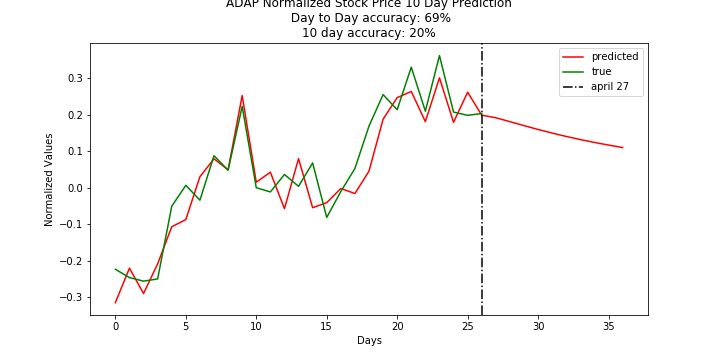 ADAP Normalized Stock Price 10 Day Prediction
Day to Day accuracy: 69%
10 day accuracy: 20%
predicted
true
april 27
0.3
0.2
0.1
0.0
−0.1
−0.2
−0.3
Normalized Values
0 5 10 15 20 25 30 35
Days